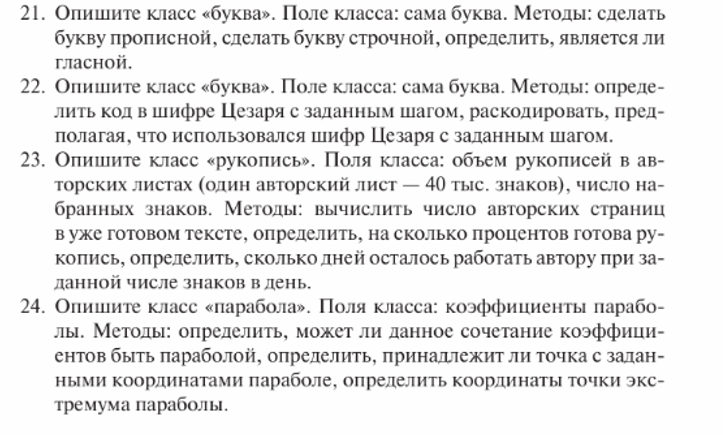 21. Опишите класс «буква». Поле класса: сама буква. Методы: сделать
букву прописной, сделать букву строчной, определить, является ли
гласной.
22. Опишите класс «буква». Поле класса: сама буква. Методы: опреде-
лить код в шифре Цезаря с заданным шагом, раскодировать, пред-
полагая, что использовался шифр Цезаря с заданным шагом.
23. Опишите класс «рукопись». Поля класса: объем рукописей в ав-
торских листах (один авторский лист — 40 тыс. знаков), число на-
бранных знаков. Методы: вычислить число авторских страниц
в уже готовом тексте, определить, на сколько процентов готова ру-
копись, определить, сколько дней осталось работать автору при за-
данной числе знаков в день.
24. Опишите класс «парабола». Поля класса: коэффициенты парабо-
лы. Методы: определить, может ли данное сочетание коэффици-
ентов быть параболой, определить, принадлежит ли точка с задан-
ными координатами параболе, определить координаты точки экс-
тремума параболы.